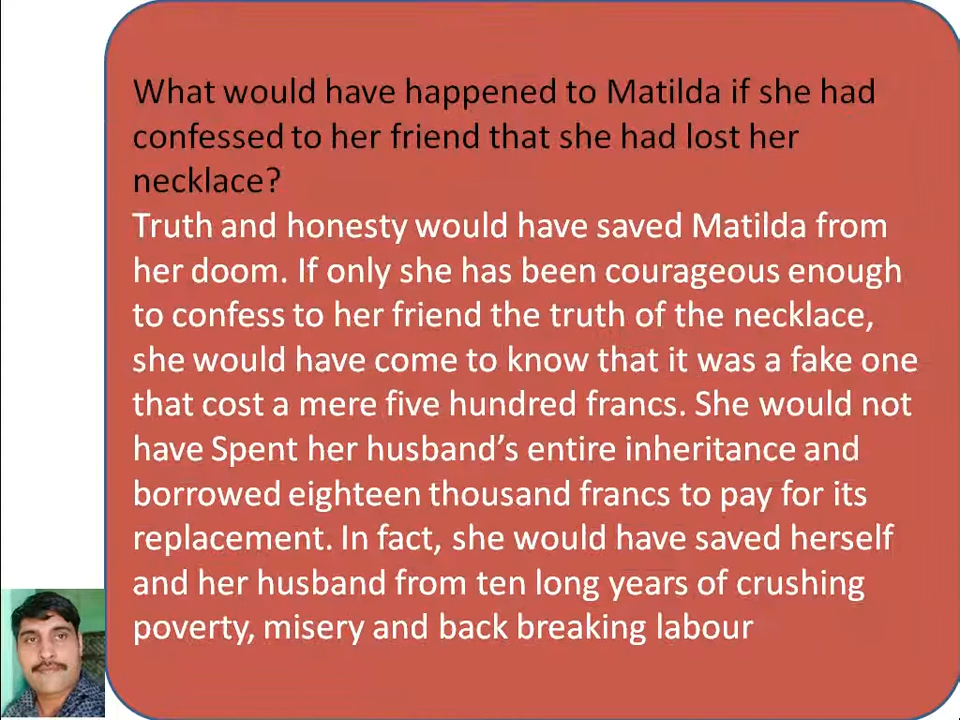 What would have happened to Matilda if she had
confessed to her friend that she had lost her
necklace?
Truth and honesty would have saved Matilda from
her doom. If only she has been courageous enough
to confess to her friend the truth of the necklace,
she would have come to know that it was a fake one
that cost a mere five hundred francs. She would not
have Spent her husband’s entire inheritance and
borrowed eighteen thousand francs to pay for its
replacement. In fact, she would have saved herself
and her husband from ten long years of crushing
poverty, misery and back breaking labour